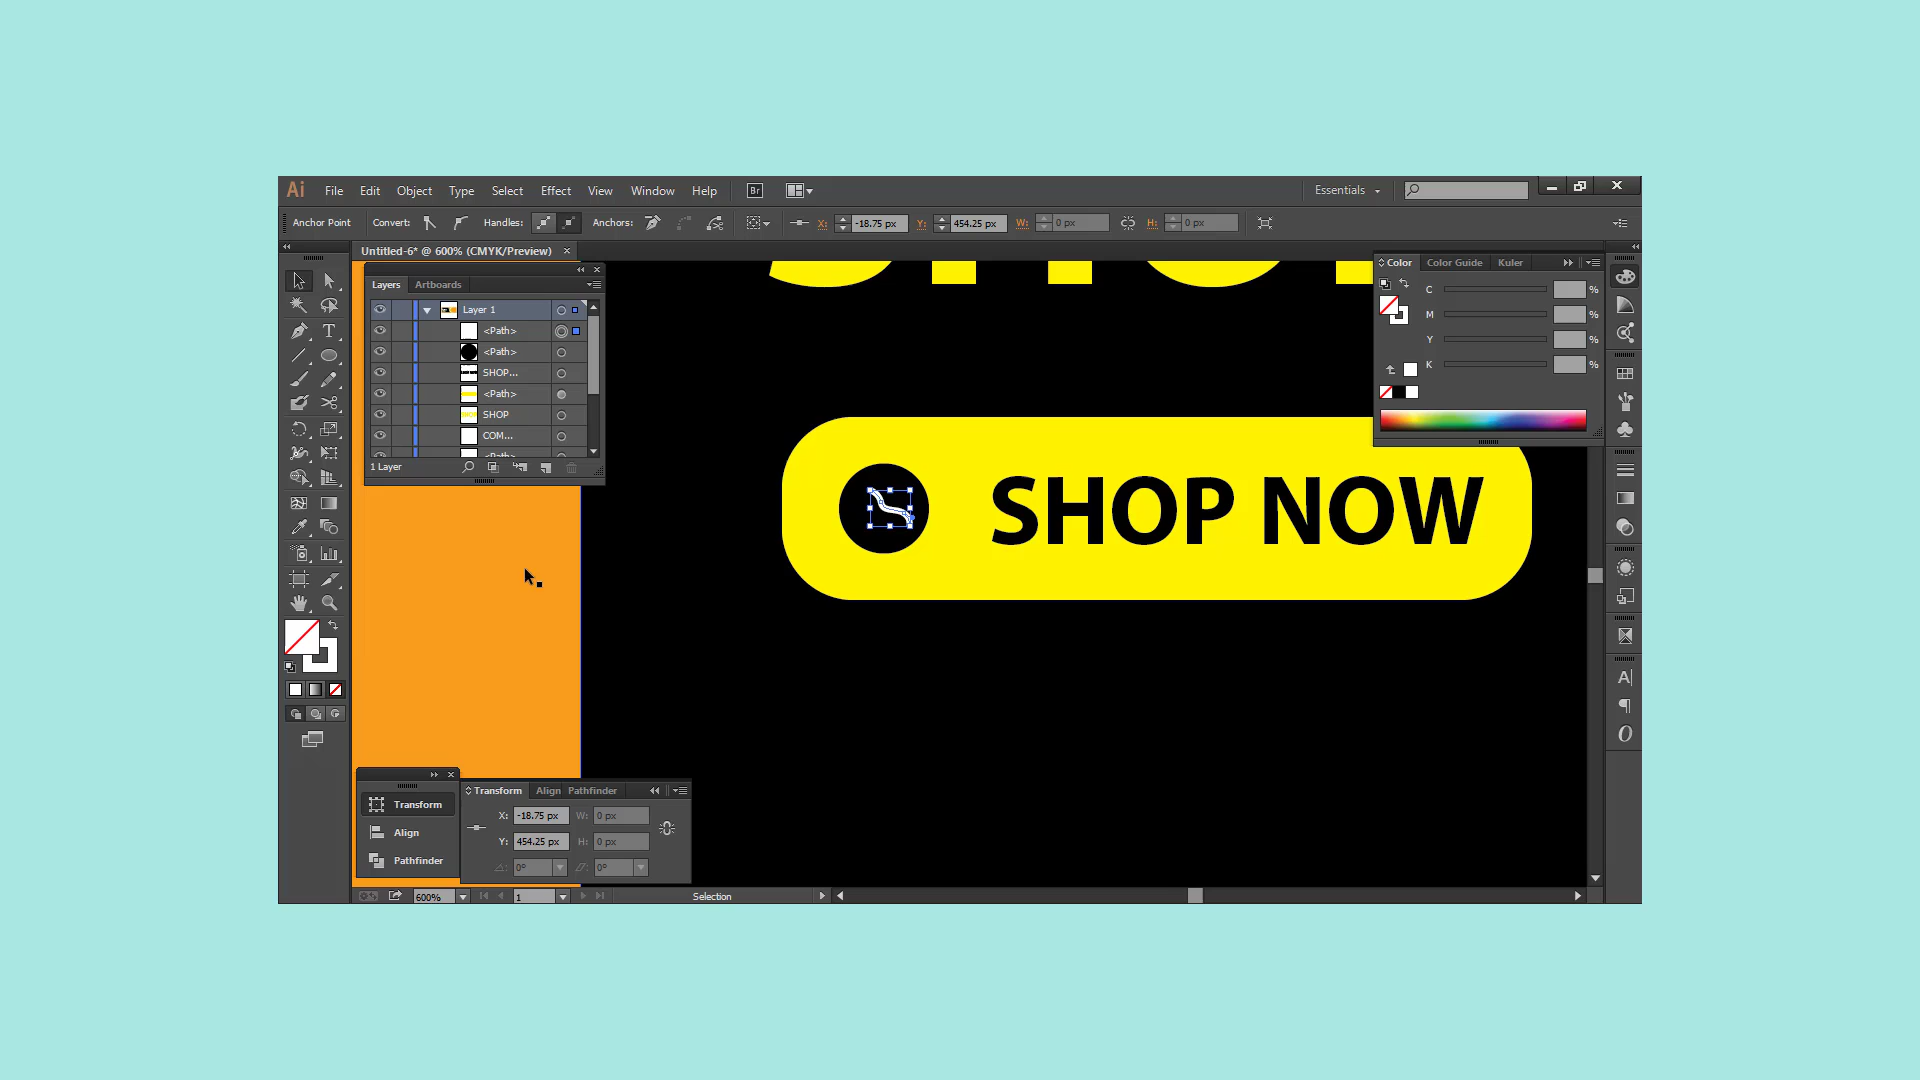 Ai File Edit Object Type Select Effect View Window Help Br Essentials
Anchor Point Convert: Handles: Anchors: X: -18.75 px Y: 454.25 px W: 0 px H: 0 px
Untitled-6* @ 600% (CMYK/Preview)
Layers Artboards
Layer 1
<Path>
<Path>
SHOP...
<Path>
SHOP
COM...
<Path>
1 Layer
Color Color Guide Kuler
C %
M %
Y %
K %
SHOP
SHOP NOW
Transform
Align
Pathfinder
Transform Align Pathfinder
X: -18.75 px W: 0 px
Y: 454.25 px H: 0 px
0° 0°
600% 1 Selection